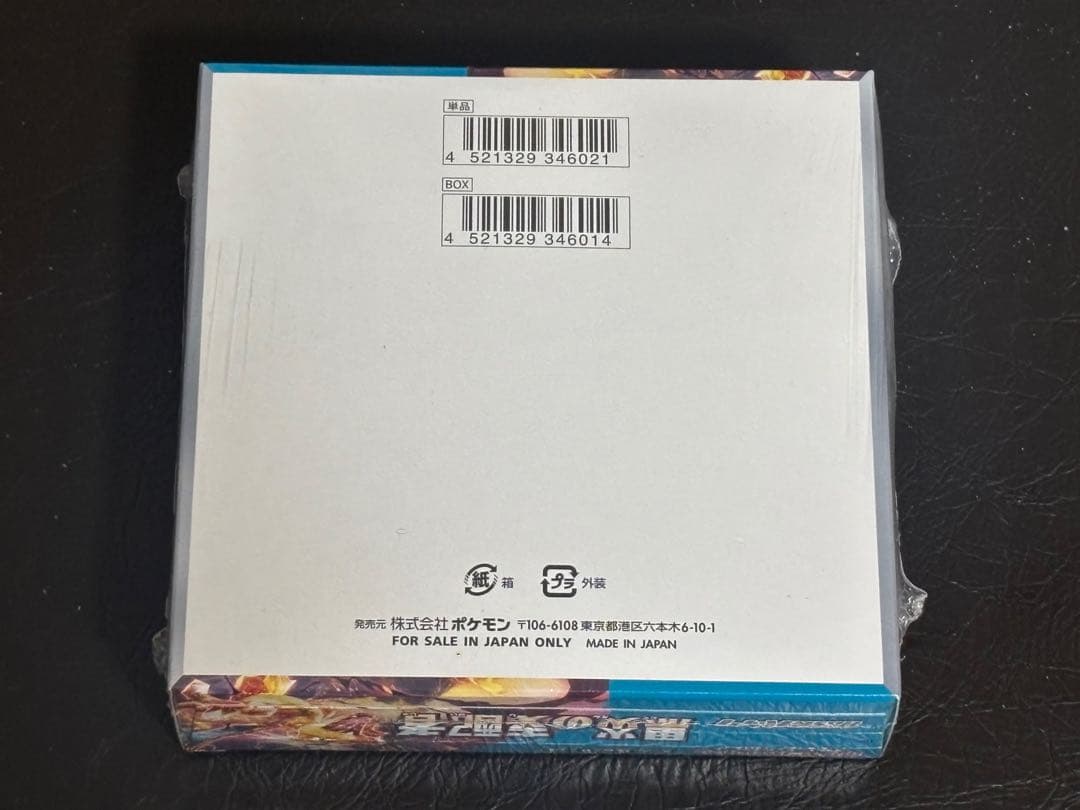 単品
4 521329 346021
BOX
4 521329 346014
紙 箱 プラ 外装
発売元 株式会社 ポケモン 〒106-6108 東京都港区六本木6-10-1
FOR SALE IN JAPAN ONLY MADE IN JAPAN
黒炎の支配者